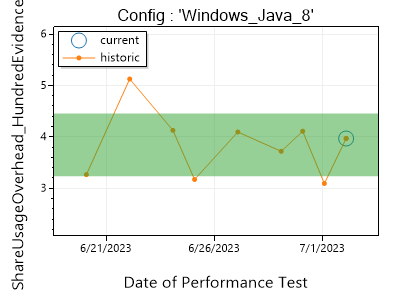 Config : 'Windows_Java_8'
ShareUsageOverhead_HundredEvidence
6
5
4
3
current
historic
6/21/2023
6/26/2023
7/1/2023
Date of Performance Test